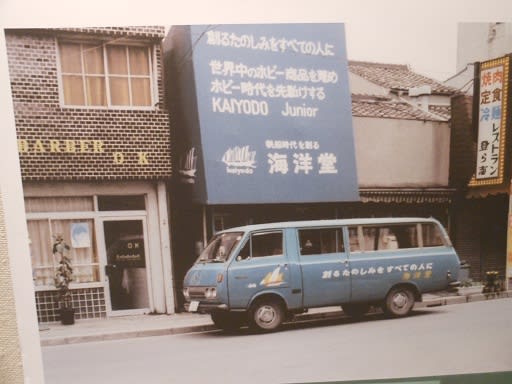 創るたのしみをすべての人に
世界中のホビー商品を集め
ホビー時代を先駆けする
KAIYODO Junior
帆船時代を創る
海洋堂
kaiyodo
BARBER
OK
OK
創るたのしみをすべての人に
海洋堂
焼肉
定食
冷麺
レストラン